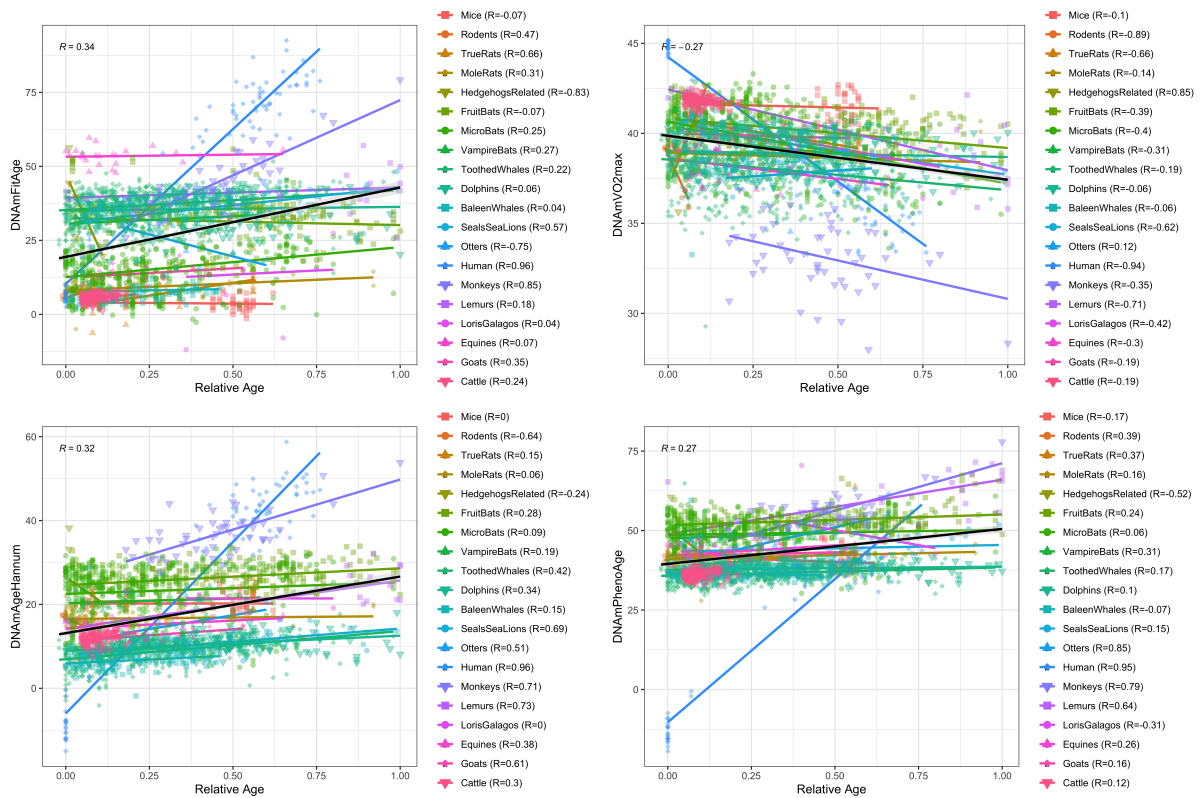 R = 0.34
DNAmFitAge
75
50
25
0
0.00 0.25 0.50 0.75 1.00
Relative Age
Mice (R=-0.07)
Rodents (R=0.47)
TrueRats (R=0.66)
MoleRats (R=0.31)
HedgehogsRelated (R=-0.83)
FruitBats (R=-0.07)
MicroBats (R=0.25)
VampireBats (R=0.27)
ToothedWhales (R=0.22)
Dolphins (R=0.06)
BaleenWhales (R=0.04)
SealsSeaLions (R=0.57)
Otters (R=-0.75)
Human (R=0.96)
Monkeys (R=0.85)
Lemurs (R=0.18)
LorisGalagos (R=0.04)
Equines (R=0.07)
Goats (R=0.35)
Cattle (R=0.24)
R = −0.27
DNAmVO2max
45
40
35
30
0.00 0.25 0.50 0.75 1.00
Relative Age
Mice (R=-0.1)
Rodents (R=-0.89)
TrueRats (R=-0.66)
MoleRats (R=-0.14)
HedgehogsRelated (R=0.85)
FruitBats (R=-0.39)
MicroBats (R=-0.4)
VampireBats (R=-0.31)
ToothedWhales (R=-0.19)
Dolphins (R=-0.06)
BaleenWhales (R=-0.06)
SealsSeaLions (R=-0.62)
Otters (R=0.12)
Human (R=-0.94)
Monkeys (R=-0.35)
Lemurs (R=-0.71)
LorisGalagos (R=-0.42)
Equines (R=-0.3)
Goats (R=-0.19)
Cattle (R=-0.19)
R = 0.32
DNAmAgeHannum
60
40
20
0
0.00 0.25 0.50 0.75 1.00
Relative Age
Mice (R=0)
Rodents (R=-0.64)
TrueRats (R=0.15)
MoleRats (R=0.06)
HedgehogsRelated (R=-0.24)
FruitBats (R=0.28)
MicroBats (R=0.09)
VampireBats (R=0.19)
ToothedWhales (R=0.42)
Dolphins (R=0.34)
BaleenWhales (R=0.15)
SealsSeaLions (R=0.69)
Otters (R=0.51)
Human (R=0.96)
Monkeys (R=0.71)
Lemurs (R=0.73)
LorisGalagos (R=0)
Equines (R=0.38)
Goats (R=0.61)
Cattle (R=0.3)
R = 0.27
DNAmPhenoAge
75
50
25
0
0.00 0.25 0.50 0.75 1.00
Relative Age
Mice (R=-0.17)
Rodents (R=0.39)
TrueRats (R=0.37)
MoleRats (R=0.16)
HedgehogsRelated (R=-0.52)
FruitBats (R=0.24)
MicroBats (R=0.06)
VampireBats (R=0.31)
ToothedWhales (R=0.17)
Dolphins (R=0.1)
BaleenWhales (R=-0.07)
SealsSeaLions (R=0.15)
Otters (R=0.85)
Human (R=0.95)
Monkeys (R=0.79)
Lemurs (R=0.64)
LorisGalagos (R=-0.31)
Equines (R=0.26)
Goats (R=0.16)
Cattle (R=0.12)